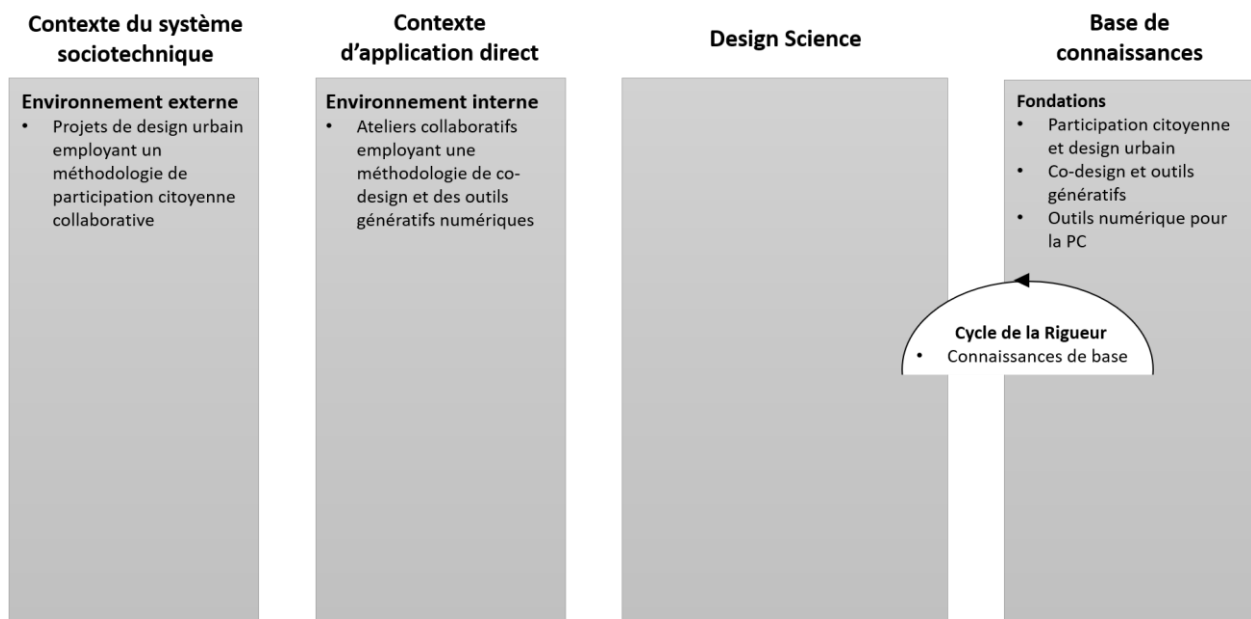 Contexte du système
sociotechnique
Environnement externe
• Projets de design urbain
employant un
méthodologie de
participation citoyenne
collaborative
Contexte
d'application direct
Environnement interne
• Ateliers collaboratifs
employant une
méthodologie de co-
design et des outils
génératifs numériques
Design Science
Base de
connaissances
Fondations
• Participation citoyenne
et design urbain
• Co-design et outils
génératifs
• Outils numérique pour
la PC
Cycle de la Rigueur
• Connaissances de base